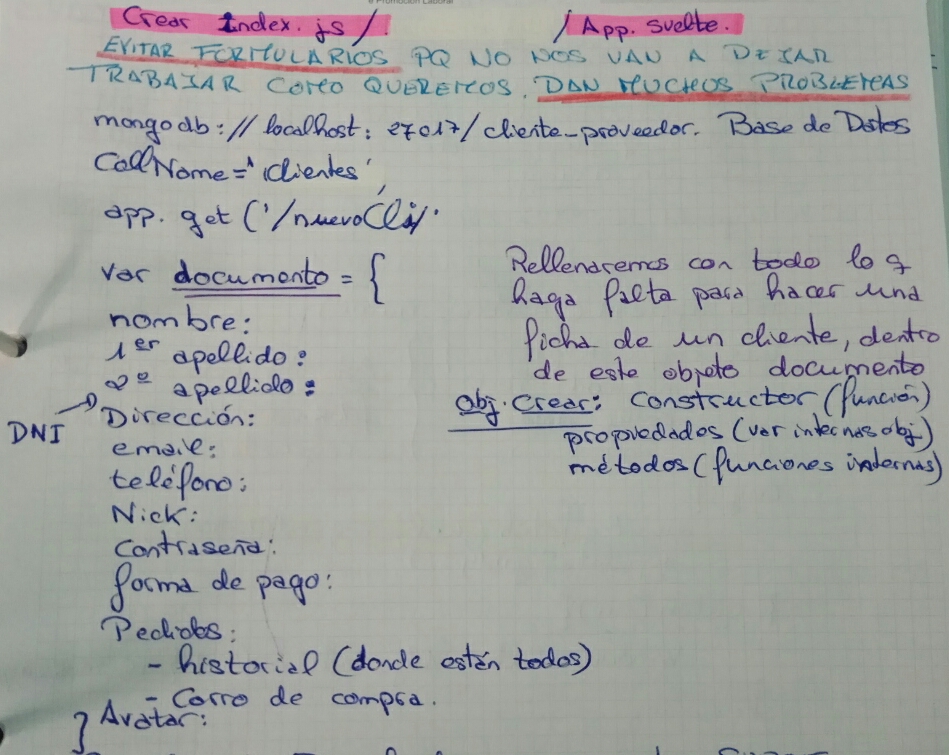 Promoción Laboral
Crear Index.js / / App.svelte.
EVITAR FORMULARIOS PQ NO NOS VAN A DEJAR
TRABAJAR COMO QUEREMOS. DAN MUCHOS PROBLEMAS
mongodb://localhost:27017/cliente_proveedor. Base de Datos
CollName='clientes',
app.get('/nuevoCli/'
var documento = {
nombre:
1er apellido:
2º apellido:
DNI
Dirección:
email:
teléfono:
Nick:
Contraseña:
forma de pago:
Pedidos:
- historial (donde están todos)
- Carro de compra.
} Avatar:
Rellenaremos con todo lo q
haga falta para hacer una
ficha de un cliente, dentro
de este objeto documento
Obj. Crear: constructor (función)
propiedades (var internas obj)
métodos (funciones internas)